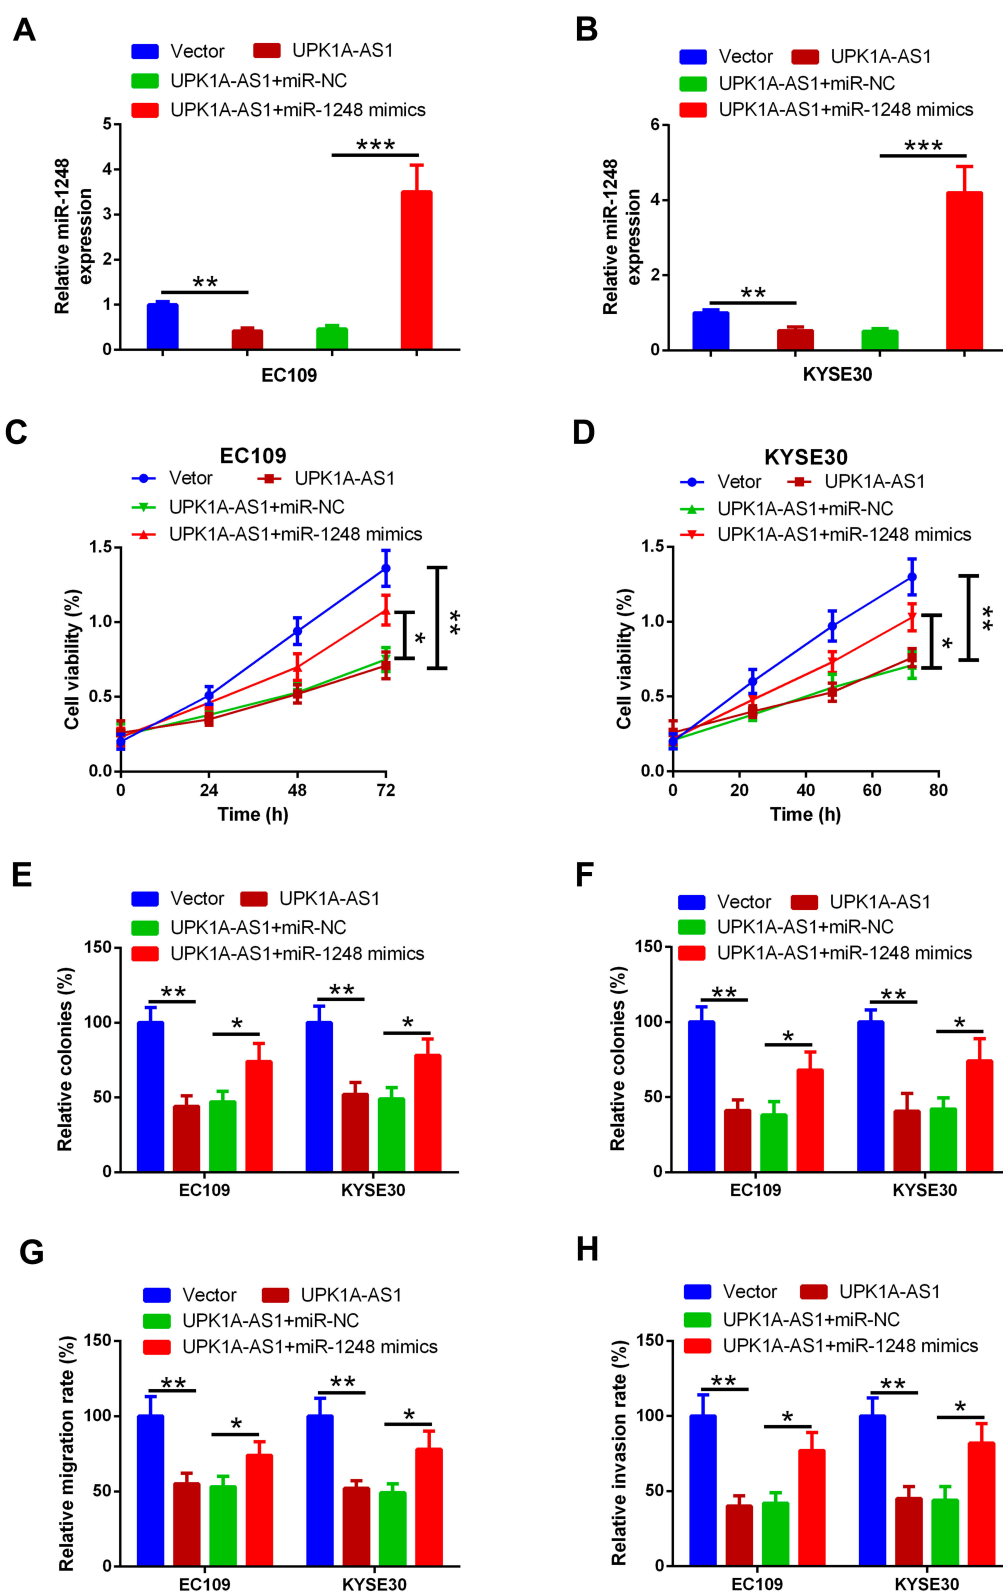 A
Vector UPK1A-AS1
UPK1A-AS1+miR-NC
UPK1A-AS1+miR-1248 mimics
Relative miR-1248
expression
5
4
3
2
1
0
**
***
EC109
B
Vector UPK1A-AS1
UPK1A-AS1+miR-NC
UPK1A-AS1+miR-1248 mimics
Relative miR-1248
expression
6
4
2
0
**
***
KYSE30
C
EC109
Vetor UPK1A-AS1
UPK1A-AS1+miR-NC
UPK1A-AS1+miR-1248 mimics
Cell viability (%)
1.5
1.0
0.5
0.0
*
**
0 24 48 72
Time (h)
D
KYSE30
Vetor UPK1A-AS1
UPK1A-AS1+miR-NC
UPK1A-AS1+miR-1248 mimics
Cell viability (%)
1.5
1.0
0.5
0.0
*
**
0 20 40 60 80
Time (h)
E
Vector UPK1A-AS1
UPK1A-AS1+miR-NC
UPK1A-AS1+miR-1248 mimics
Relative colonies (%)
150
100
50
0
** * ** *
EC109 KYSE30
F
Vector UPK1A-AS1
UPK1A-AS1+miR-NC
UPK1A-AS1+miR-1248 mimics
Relative colonies (%)
150
100
50
0
** * ** *
EC109 KYSE30
G
Vector UPK1A-AS1
UPK1A-AS1+miR-NC
UPK1A-AS1+miR-1248 mimics
Relative migration rate (%)
150
100
50
0
** * ** *
EC109 KYSE30
H
Vector UPK1A-AS1
UPK1A-AS1+miR-NC
UPK1A-AS1+miR-1248 mimics
Relative invasion rate (%)
150
100
50
0
** * ** *
EC109 KYSE30